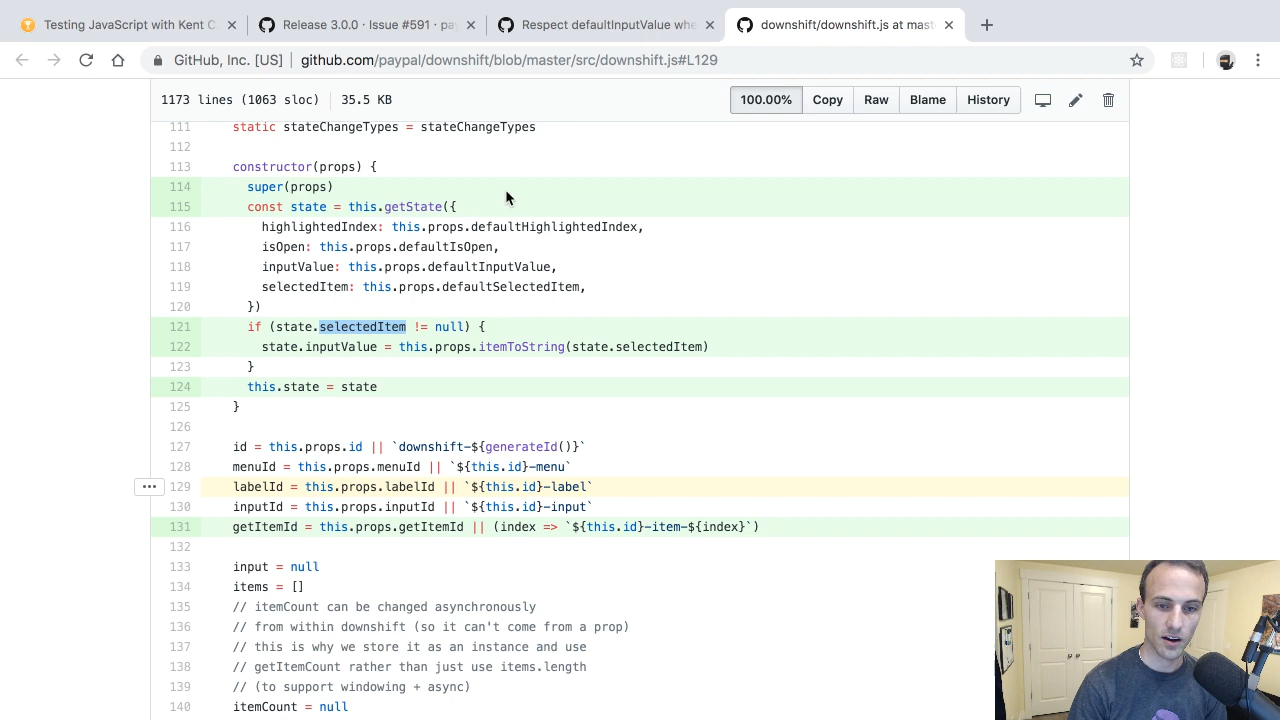 Testing JavaScript with Kent C.
Release 3.0.0 · Issue #591 · pay
Respect defaultInputValue whe
downshift/downshift.js at mast
GitHub, Inc. [US]
github.com/paypal/downshift/blob/master/src/downshift.js#L129
1173 lines (1063 sloc) 35.5 KB
100.00% Copy Raw Blame History
111 static stateChangeTypes = stateChangeTypes
112
113 constructor(props) {
114 super(props)
115 const state = this.getState({
116 highlightedIndex: this.props.defaultHighlightedIndex,
117 isOpen: this.props.defaultIsOpen,
118 inputValue: this.props.defaultInputValue,
119 selectedItem: this.props.defaultSelectedItem,
120 })
121 if (state.selectedItem != null) {
122 state.inputValue = this.props.itemToString(state.selectedItem)
123 }
124 this.state = state
125 }
126
127 id = this.props.id || `downshift-${generateId()}`
128 menuId = this.props.menuId || `${this.id}-menu`
129 labelId = this.props.labelId || `${this.id}-label`
130 inputId = this.props.inputId || `${this.id}-input`
131 getItemId = this.props.getItemId || (index => `${this.id}-item-${index}`)
132
133 input = null
134 items = []
135 // itemCount can be changed asynchronously
136 // from within downshift (so it can't come from a prop)
137 // this is why we store it as an instance and use
138 // getItemCount rather than just use items.length
139 // (to support windowing + async)
140 itemCount = null